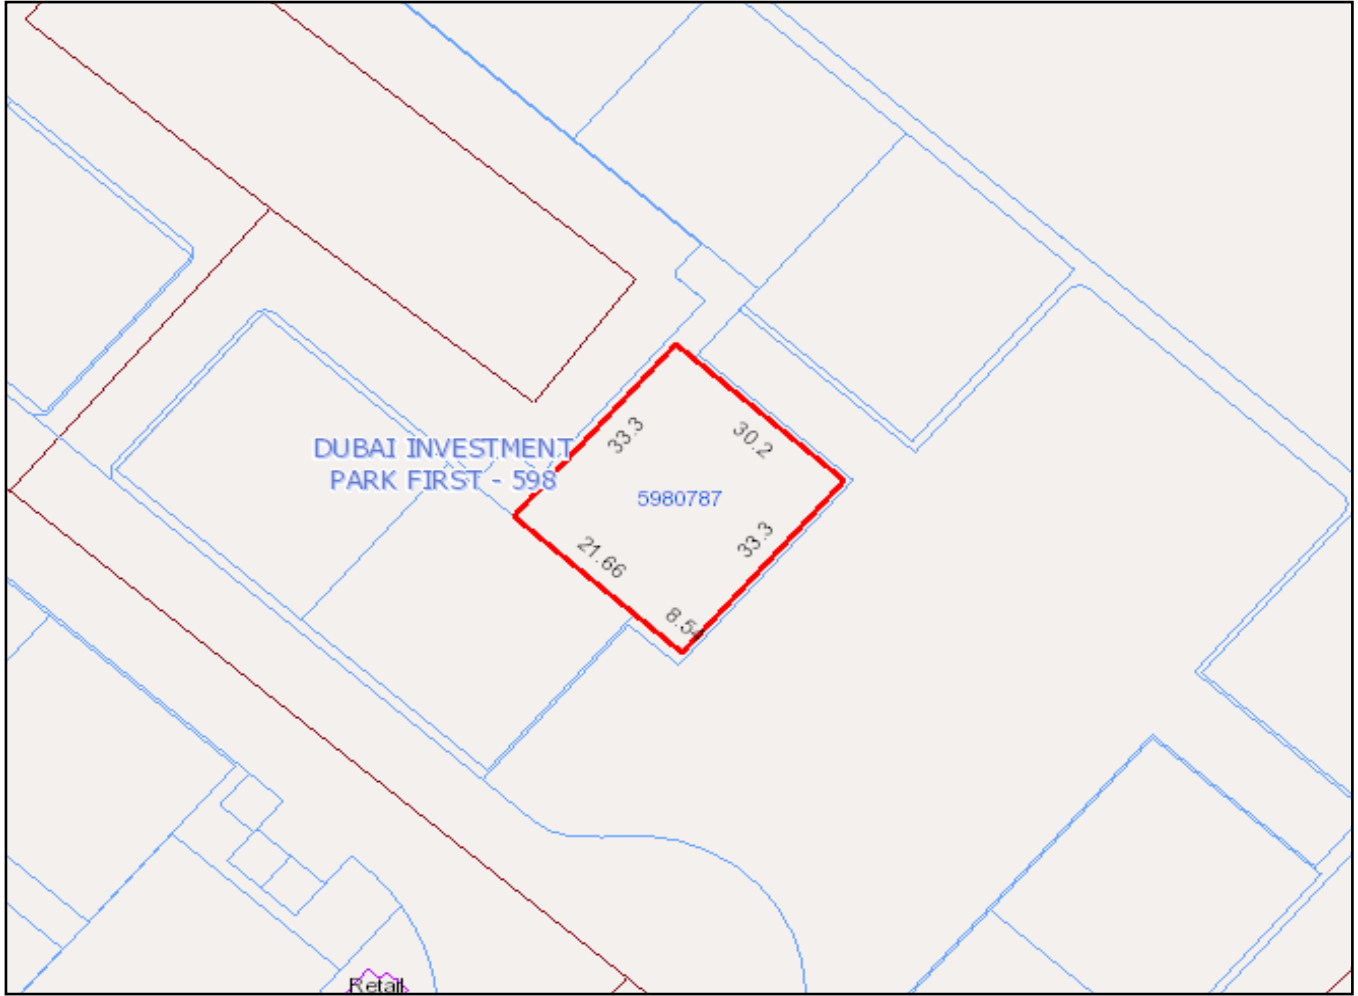 33.3
30.2
DUBAI INVESTMENT
PARK FIRST - 598
5980787
33.3
21.66
8.54
Retail